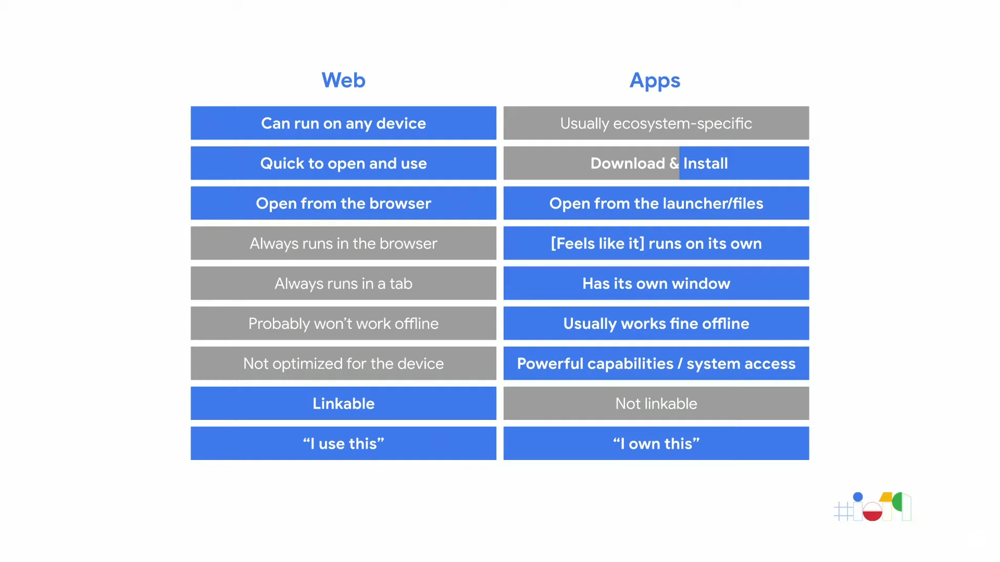 Web Apps
Can run on any device Usually ecosystem-specific
Quick to open and use Download & Install
Open from the browser Open from the launcher/files
Always runs in the browser [Feels like it] runs on its own
Always runs in a tab Has its own window
Probably won’t work offline Usually works fine offline
Not optimized for the device Powerful capabilities / system access
Linkable Not linkable
“I use this” “I own this”
#io19